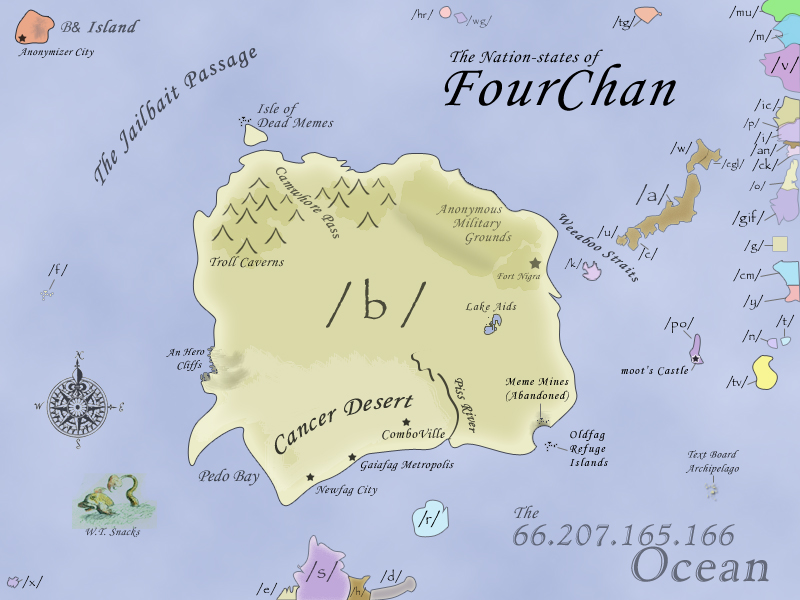 B& Island
Anonymizer City
/hr/
/wg/
/tg/
/mu/
/m/
/v/
The Nation-states of
FourChan
The Jailbait Passage
Isle of
Dead Memes
/ic/
/p/
/i/
/an/
/ck/
/o/
/gif/
/g/
/cm/
/y/
/t/
/n/
/tv/
/w/
/cgl/
/a/
/u/
/c/
/k/
Weeaboo Straits
Camwhore Pass
Troll Caverns
Anonymous
Military
Grounds
Fort Nigra
/f/
/b/
Lake Aids
/po/
moot's Castle
An Hero
Cliffs
N
W
E
S
Meme Mines
(Abandoned)
Piss River
Cancer Desert
ComboVille
Gaiafag Metropolis
Newfag City
Oldfag
Refuge
Islands
Pedo Bay
Text Board
Archipelago
W.T. Snacks
/r/
The
66.207.165.166
Ocean
/x/
/e/
/s/
/h/
/d/